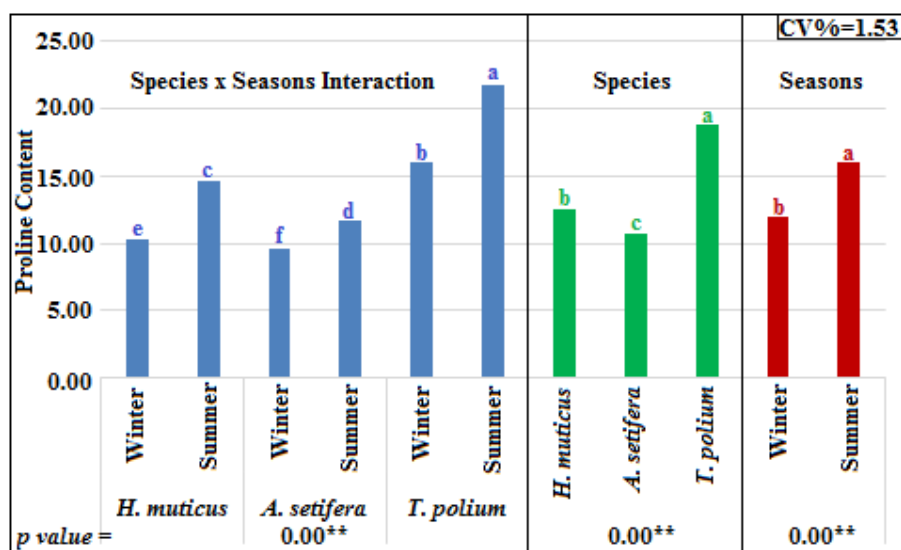 CV%=1.53
25.00
20.00
15.00
10.00
5.00
0.00
Proline Content
Species x Seasons Interaction
Species
Seasons
e
c
f
d
b
a
b
c
a
b
a
Winter
Summer
Winter
Summer
Winter
Summer
H. muticus
A. setifera
T. polium
Winter
Summer
H. muticus
A. setifera
T. polium
p value =
0.00**
0.00**
0.00**